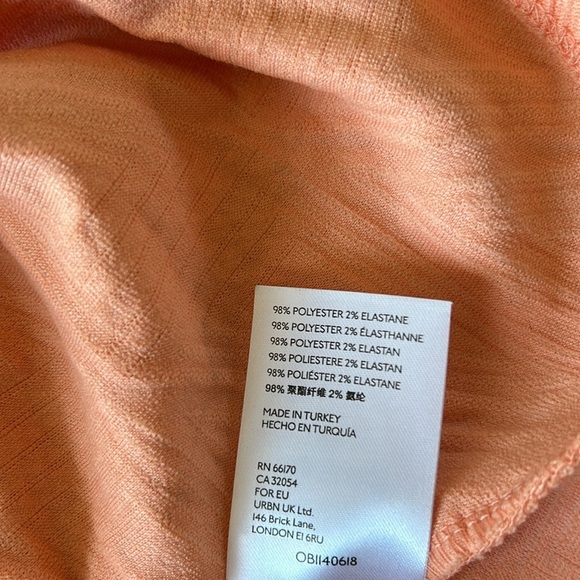 98% POLYESTER 2% ELASTANE
98% POLYESTER 2% ÉLASTHANNE
98% POLYESTER 2% ELASTAN
98% POLIESTERE 2% ELASTAN
98% POLIÉSTER 2% ELASTANE
98% 聚酯纤维 2% 氨纶
MADE IN TURKEY
HECHO EN TURQUÍA
RN 66170
CA 32054
FOR EU
URBN UK Ltd.
146 Brick Lane,
LONDON E1 6RU
OB1140618